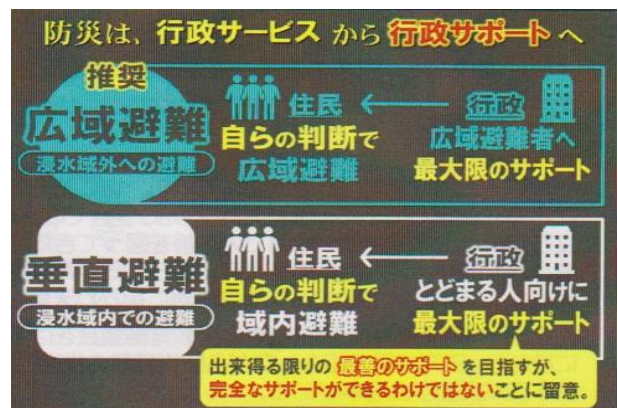 防災は、行政サービス から 行政サポート へ
推奨
広域避難
浸水域外への避難
住民 ← 行政
自らの判断で
広域避難
広域避難者へ
最大限のサポート
垂直避難
浸水域内での避難
住民 ← 行政
自らの判断で
域内避難
とどまる人向けに
最大限のサポート
出来得る限りの 最善のサポート を目指すが、
完全なサポートができるわけではないことに留意。